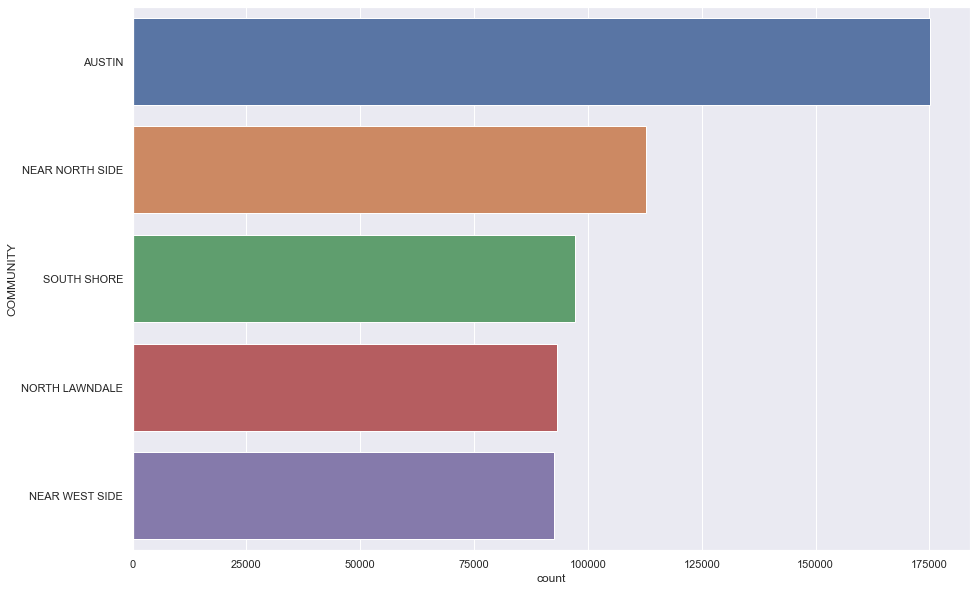 AUSTIN
NEAR NORTH SIDE
SOUTH SHORE
NORTH LAWNDALE
NEAR WEST SIDE
COMMUNITY
0 25000 50000 75000 100000 125000 150000 175000
count